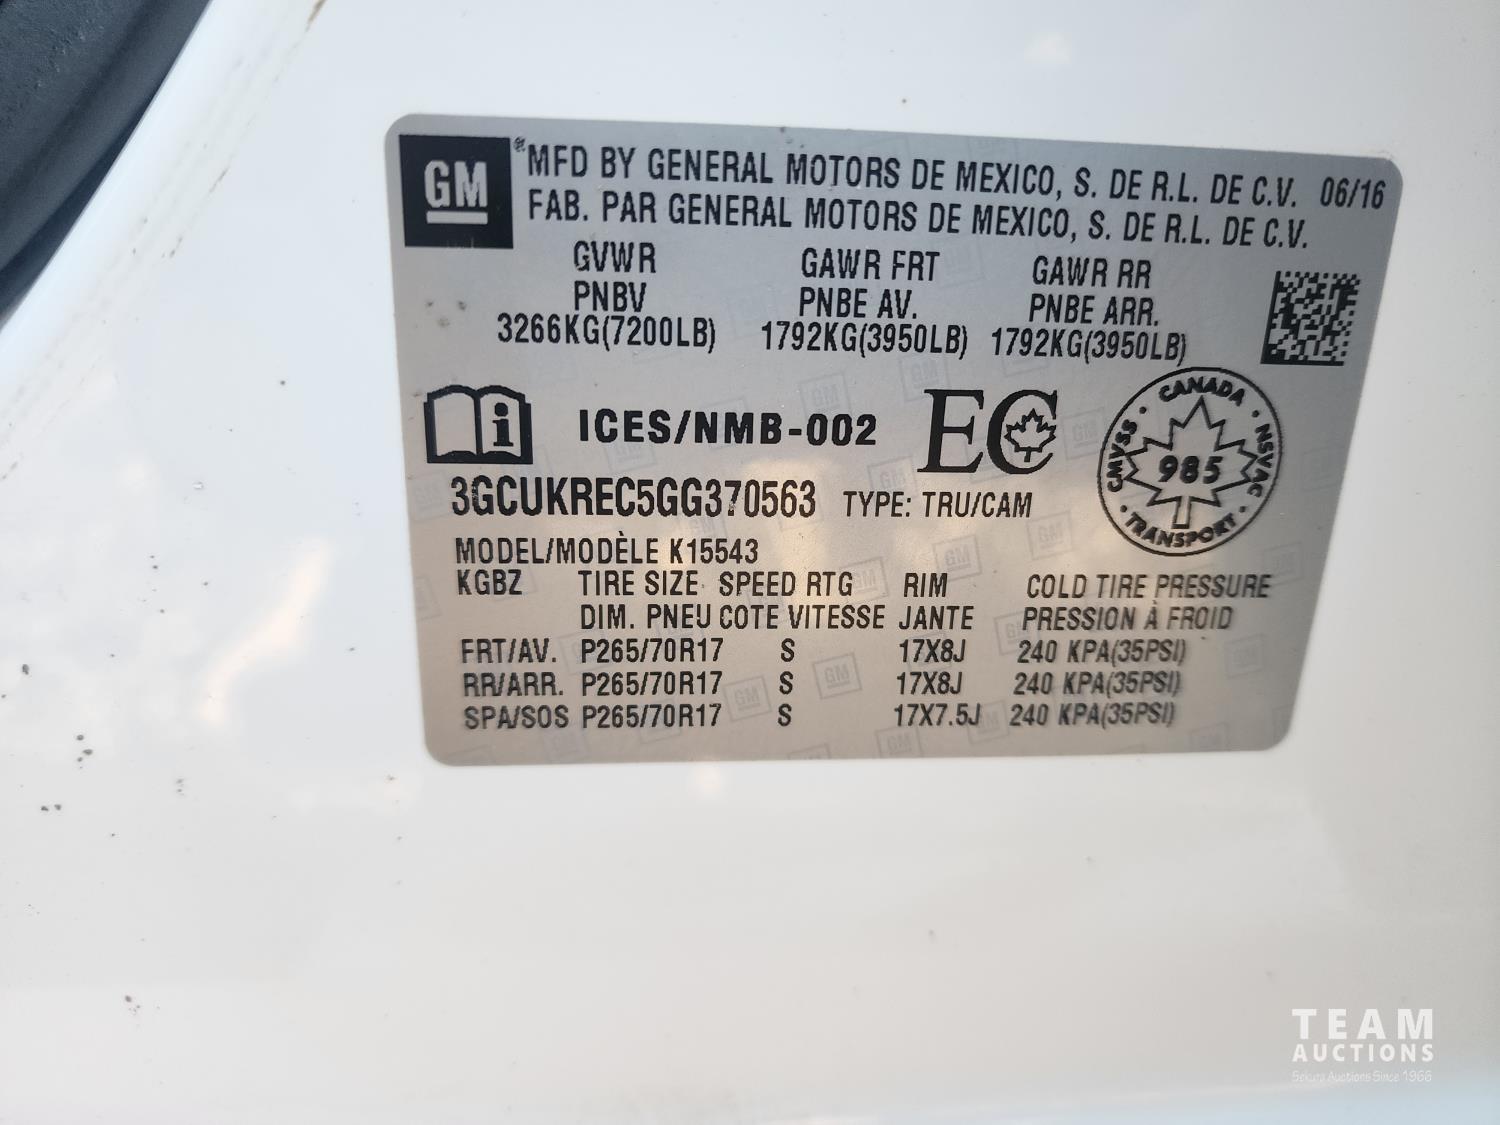 GM
MFD BY GENERAL MOTORS DE MEXICO, S. DE R.L. DE C.V. 06/16
FAB. PAR GENERAL MOTORS DE MEXICO, S. DE R.L. DE C.V.
GVWR GAWR FRT GAWR RR
PNBV PNBE AV. PNBE ARR.
3266KG(7200LB) 1792KG(3950LB) 1792KG(3950LB)
i ICES/NMB-002 EC
CANADA CMVSS NSVAC 985 TRANSPORT
3GCUKREC5GG370563 TYPE: TRU/CAM
MODEL/MODÈLE K15543
KGBZ TIRE SIZE SPEED RTG RIM COLD TIRE PRESSURE
DIM. PNEU COTE VITESSE JANTE PRESSION À FROID
FRT/AV. P265/70R17 S 17X8J 240 KPA(35PSI)
RR/ARR. P265/70R17 S 17X8J 240 KPA(35PSI)
SPA/SOS P265/70R17 S 17X7.5J 240 KPA(35PSI)
TEAM
AUCTIONS
Sekura Auctions Since 1966